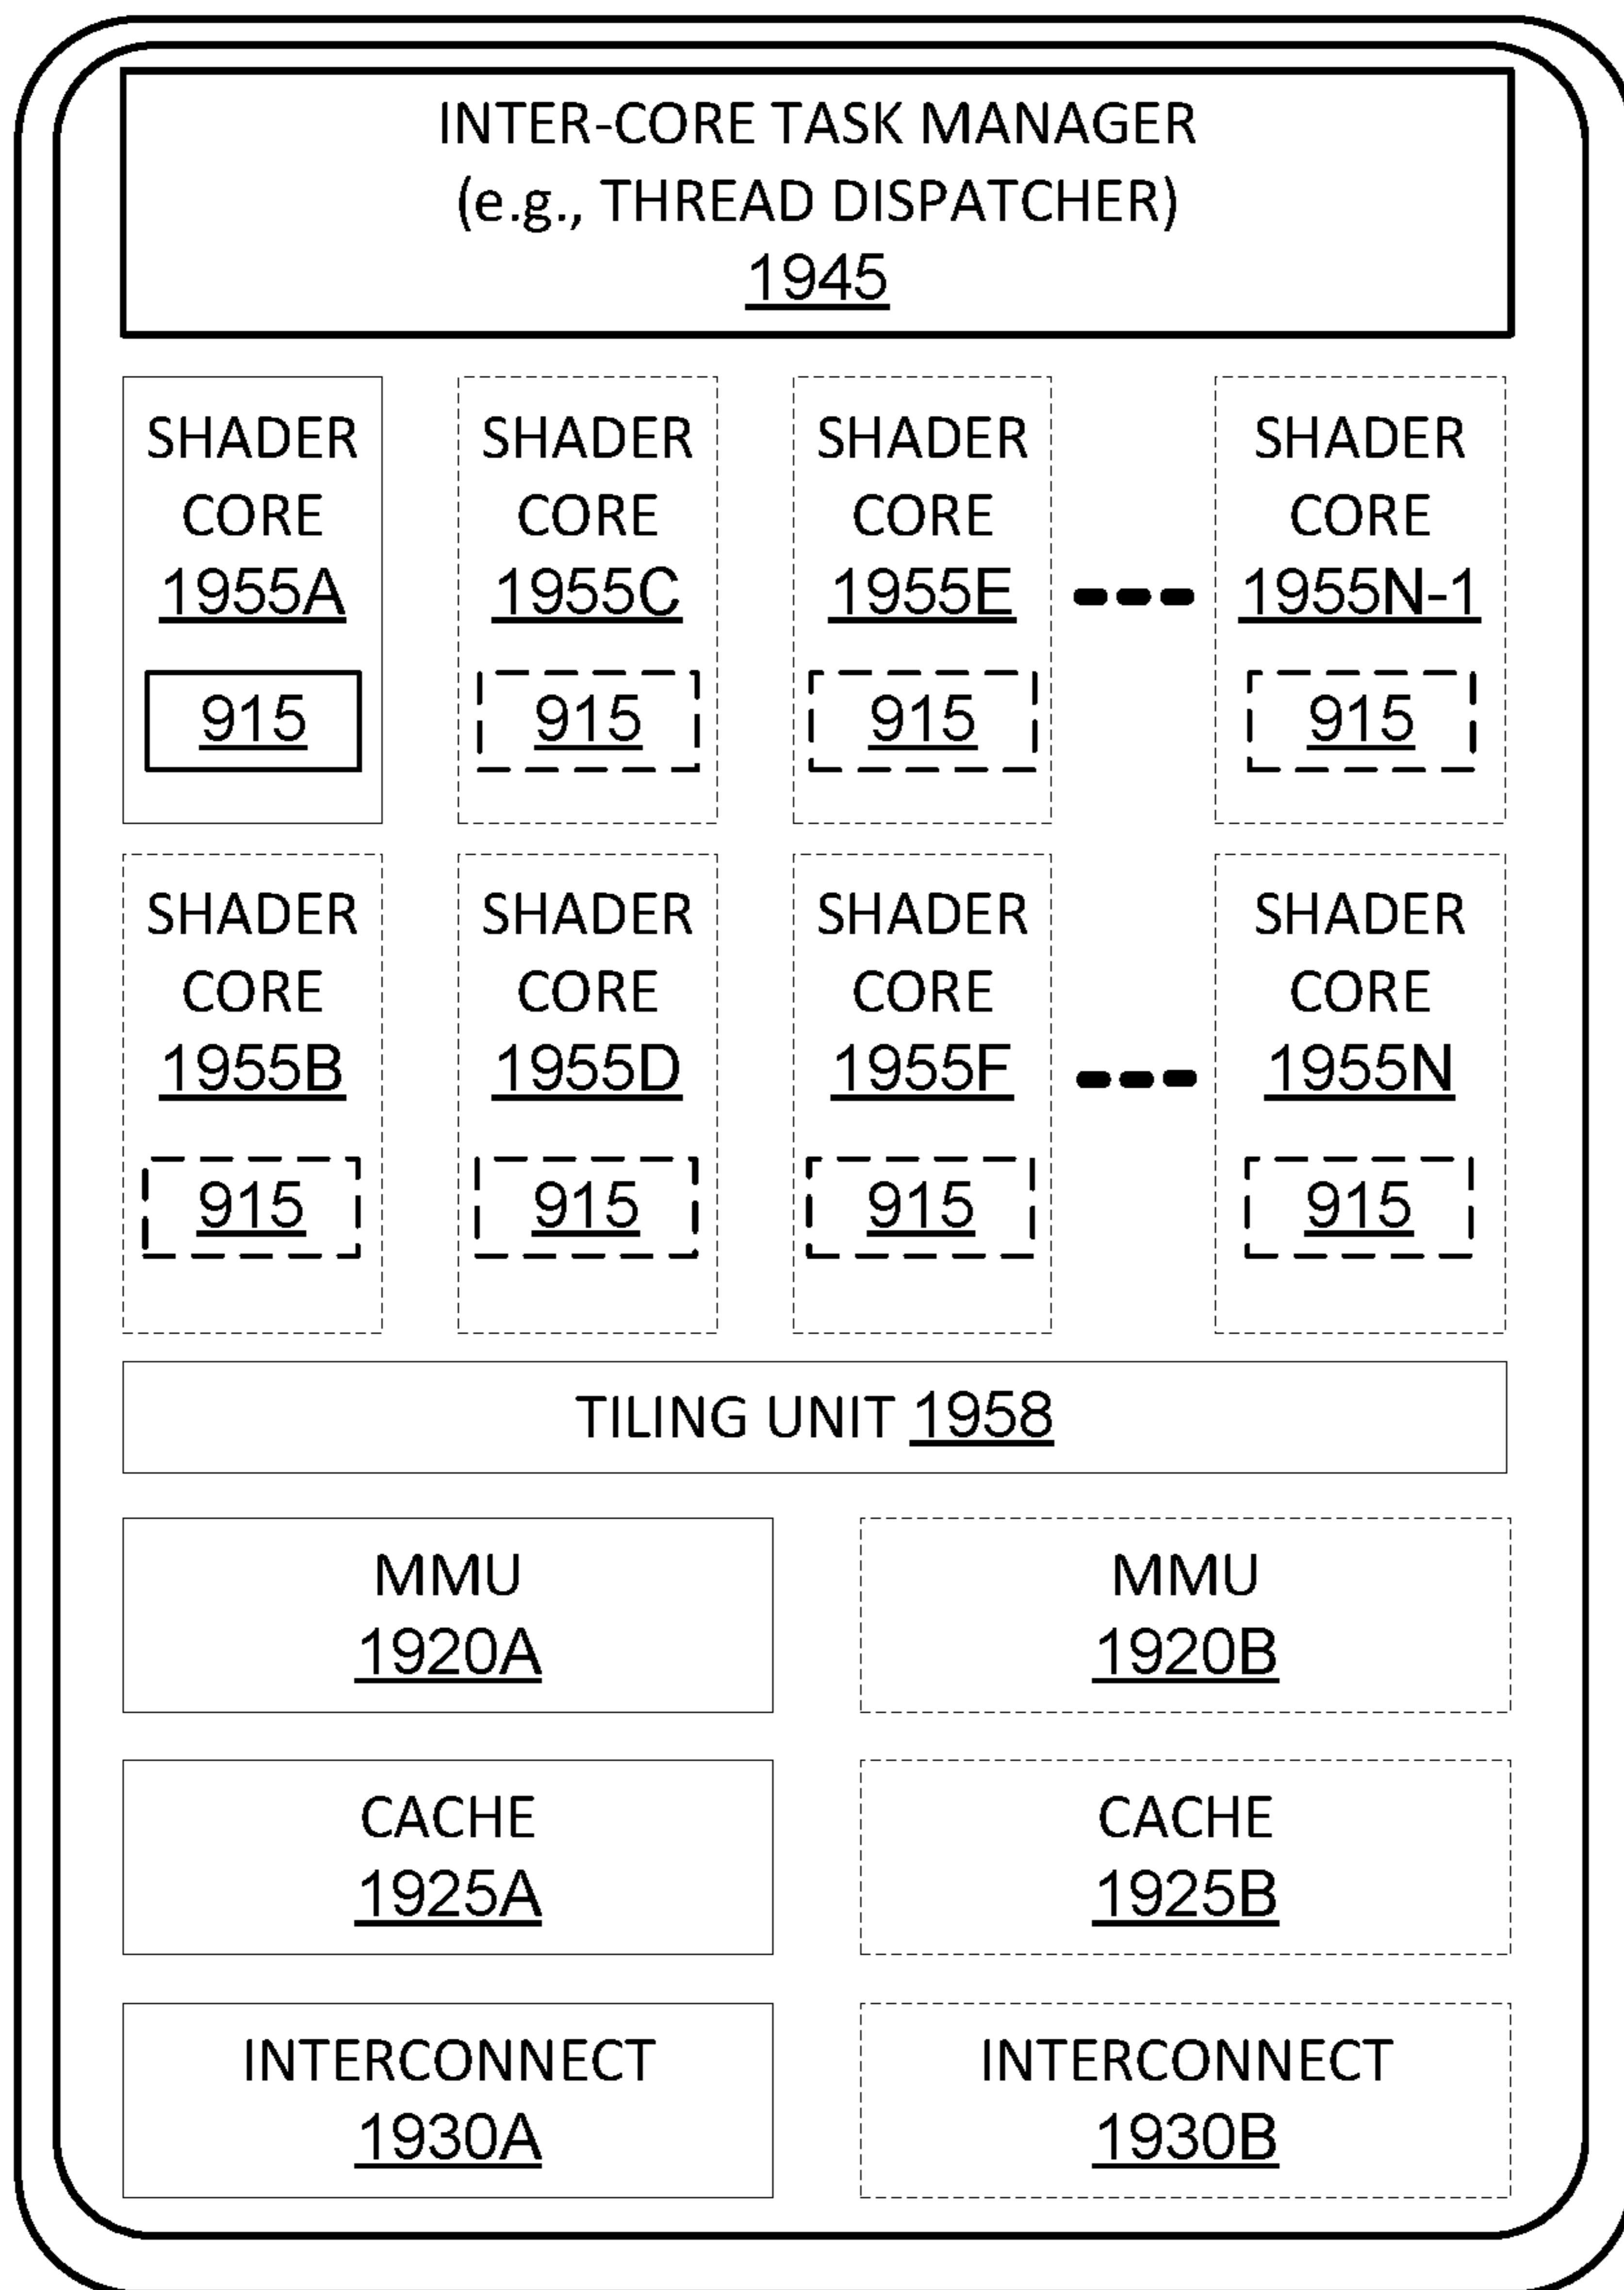 INTER-CORE TASK MANAGER
(e.g., THREAD DISPATCHER)
1945
SHADER
CORE
1955A
915
SHADER
CORE
1955C
915
SHADER
CORE
1955E
915
SHADER
CORE
1955N-1
915
SHADER
CORE
1955B
915
SHADER
CORE
1955D
915
SHADER
CORE
1955F
915
SHADER
CORE
1955N
915
TILING UNIT 1958
MMU
1920A
MMU
1920B
CACHE
1925A
CACHE
1925B
INTERCONNECT
1930A
INTERCONNECT
1930B